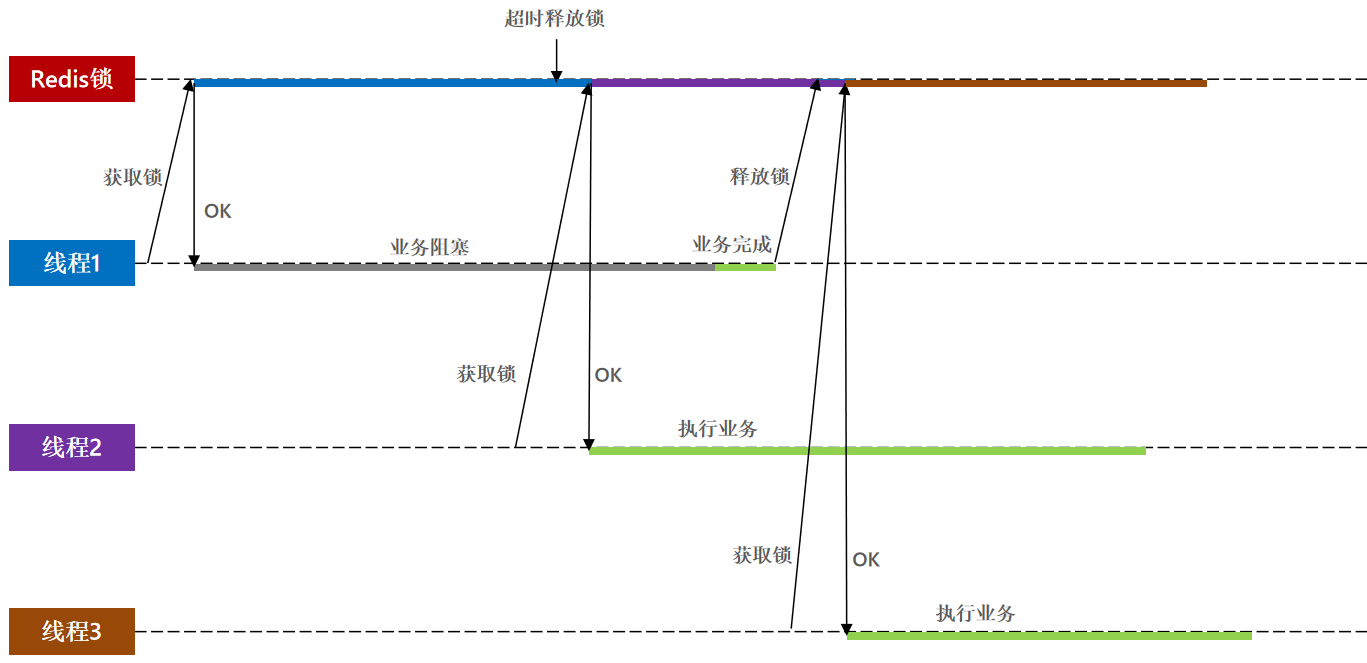 超时释放锁
Redis锁
获取锁
OK
释放锁
线程1
业务阻塞
业务完成
获取锁
OK
线程2
执行业务
获取锁
OK
线程3
执行业务